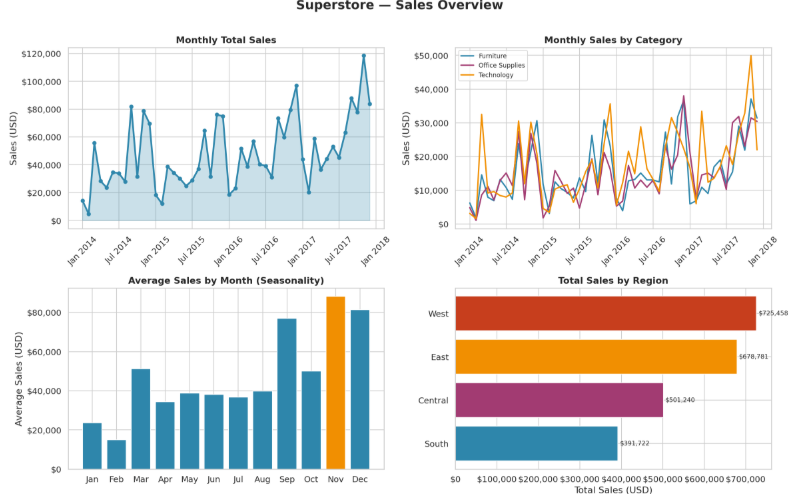 Superstore — Sales Overview
Monthly Total Sales
Sales (USD)
$120,000
$100,000
$80,000
$60,000
$40,000
$20,000
$0
Jan 2014
Jul 2014
Jan 2015
Jul 2015
Jan 2016
Jul 2016
Jan 2017
Jul 2017
Jan 2018
Monthly Sales by Category
Furniture
Office Supplies
Technology
Sales (USD)
$50,000
$40,000
$30,000
$20,000
$10,000
$0
Jan 2014
Jul 2014
Jan 2015
Jul 2015
Jan 2016
Jul 2016
Jan 2017
Jul 2017
Jan 2018
Average Sales by Month (Seasonality)
Average Sales (USD)
$80,000
$60,000
$40,000
$20,000
$0
Jan Feb Mar Apr May Jun Jul Aug Sep Oct Nov Dec
Total Sales by Region
West $725,458
East $678,781
Central $501,240
South $391,722
$0 $100,000 $200,000 $300,000 $400,000 $500,000 $600,000 $700,000
Total Sales (USD)